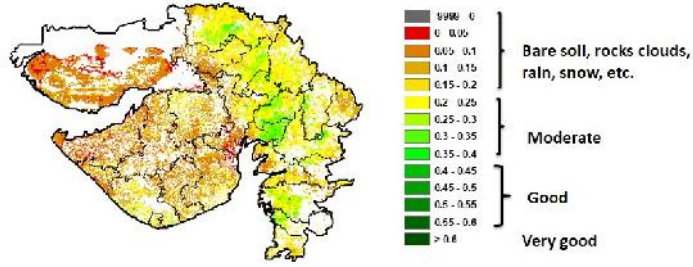 -9999 - 0
0 - 0.05
0.05 - 0.1
0.1 - 0.15
0.15 - 0.2
0.2 - 0.25
0.25 - 0.3
0.3 - 0.35
0.35 - 0.4
0.4 - 0.45
0.45 - 0.5
0.5 - 0.55
0.55 - 0.6
> 0.6
Bare soil, rocks clouds,
rain, snow, etc.
Moderate
Good
Very good